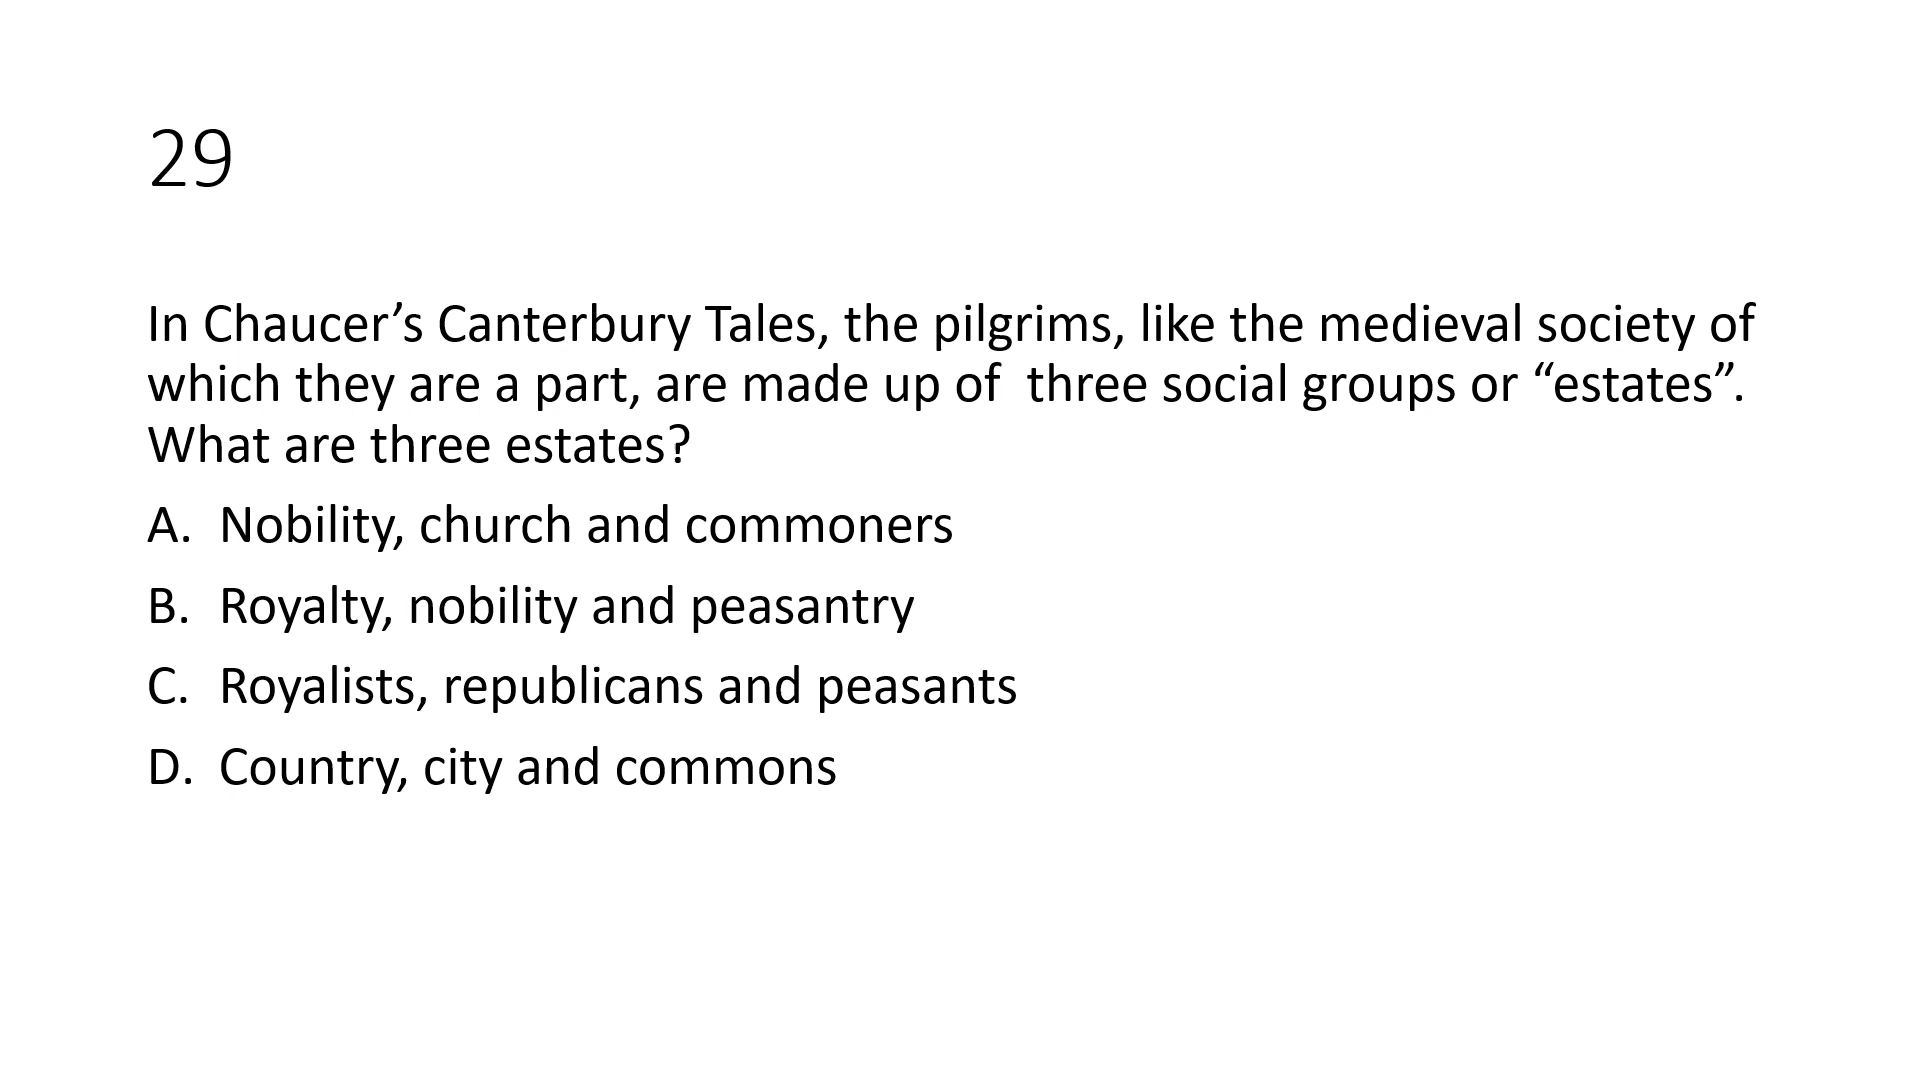 29
In Chaucer’s Canterbury Tales, the pilgrims, like the medieval society of
which they are a part, are made up of  three social groups or “estates”.
What are three estates?
A. Nobility, church and commoners
B. Royalty, nobility and peasantry
C. Royalists, republicans and peasants
D. Country, city and commons